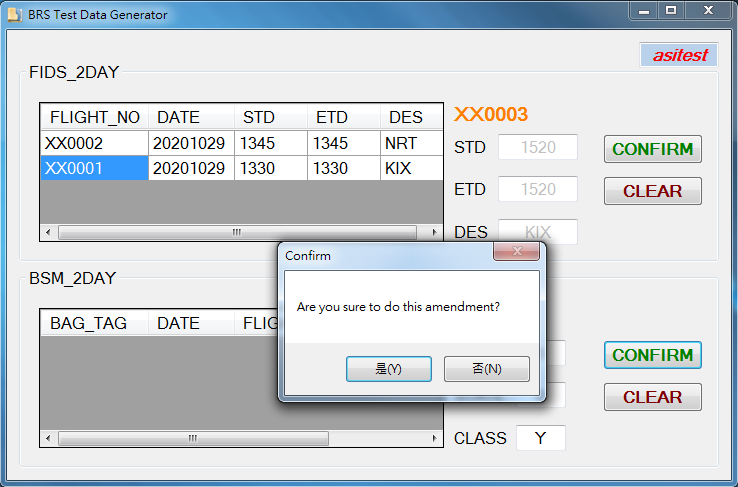 BRS Test Data Generator
asitest
FIDS_2DAY
FLIGHT_NO DATE STD ETD DES
XX0002 20201029 1345 1345 NRT
XX0001 20201029 1330 1330 KIX
XX0003
STD 1520 CONFIRM
ETD 1520 CLEAR
DES KIX
Confirm
Are you sure to do this amendment?
是(Y) 否(N)
BSM_2DAY
BAG_TAG DATE
CONFIRM
CLEAR
CLASS Y